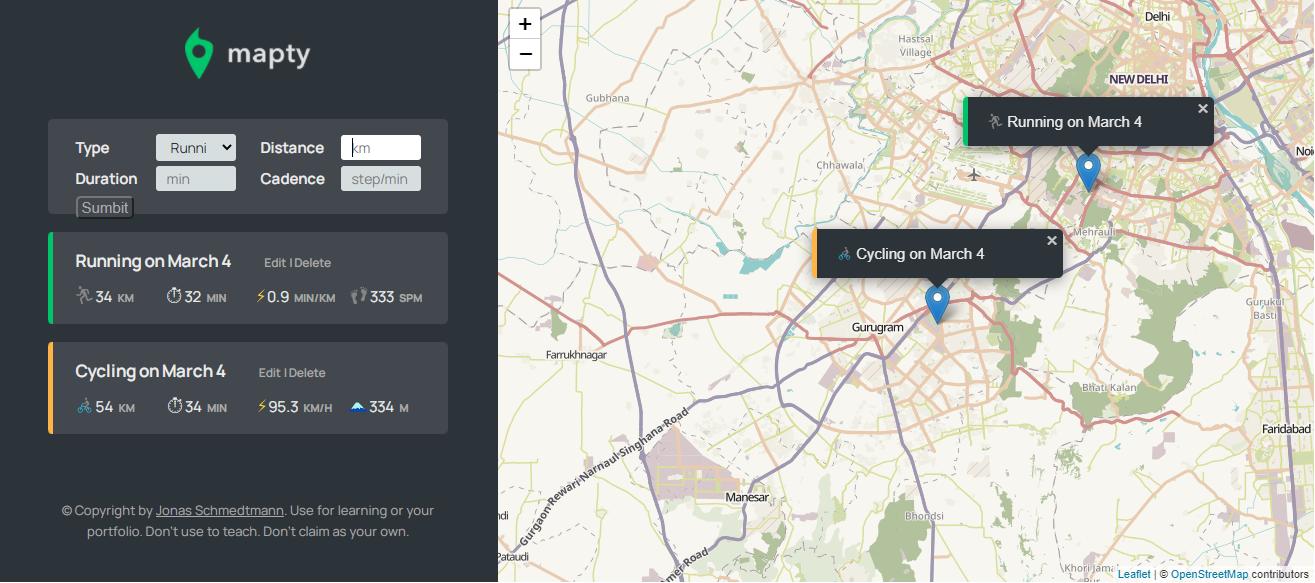 mapty
Type Runni Distance km
Duration min Cadence step/min
Sumbit
Running on March 4 Edit | Delete
34 KM 32 MIN 0.9 MIN/KM 333 SPM
Cycling on March 4 Edit | Delete
54 KM 34 MIN 95.3 KM/H 334 M
© Copyright by Jonas Schmedtmann. Use for learning or your
portfolio. Don't use to teach. Don't claim as your own.
+
−
Delhi
Hastsal
Village
NEW DELHI
Gubhana
Running on March 4
×
Noi
Chhawala
Mehrauli
Cycling on March 4
×
Gurukul
Basti
Gurugram
Farrukhnagar
Bhati Kalan
Faridabad
Gurgaon-Rewari-Narnaul-Singhana-Road
Manesar
Bhondsi
ndi
Pataudi
mer Road
Khori Jama
Leaflet | © OpenStreetMap contributors